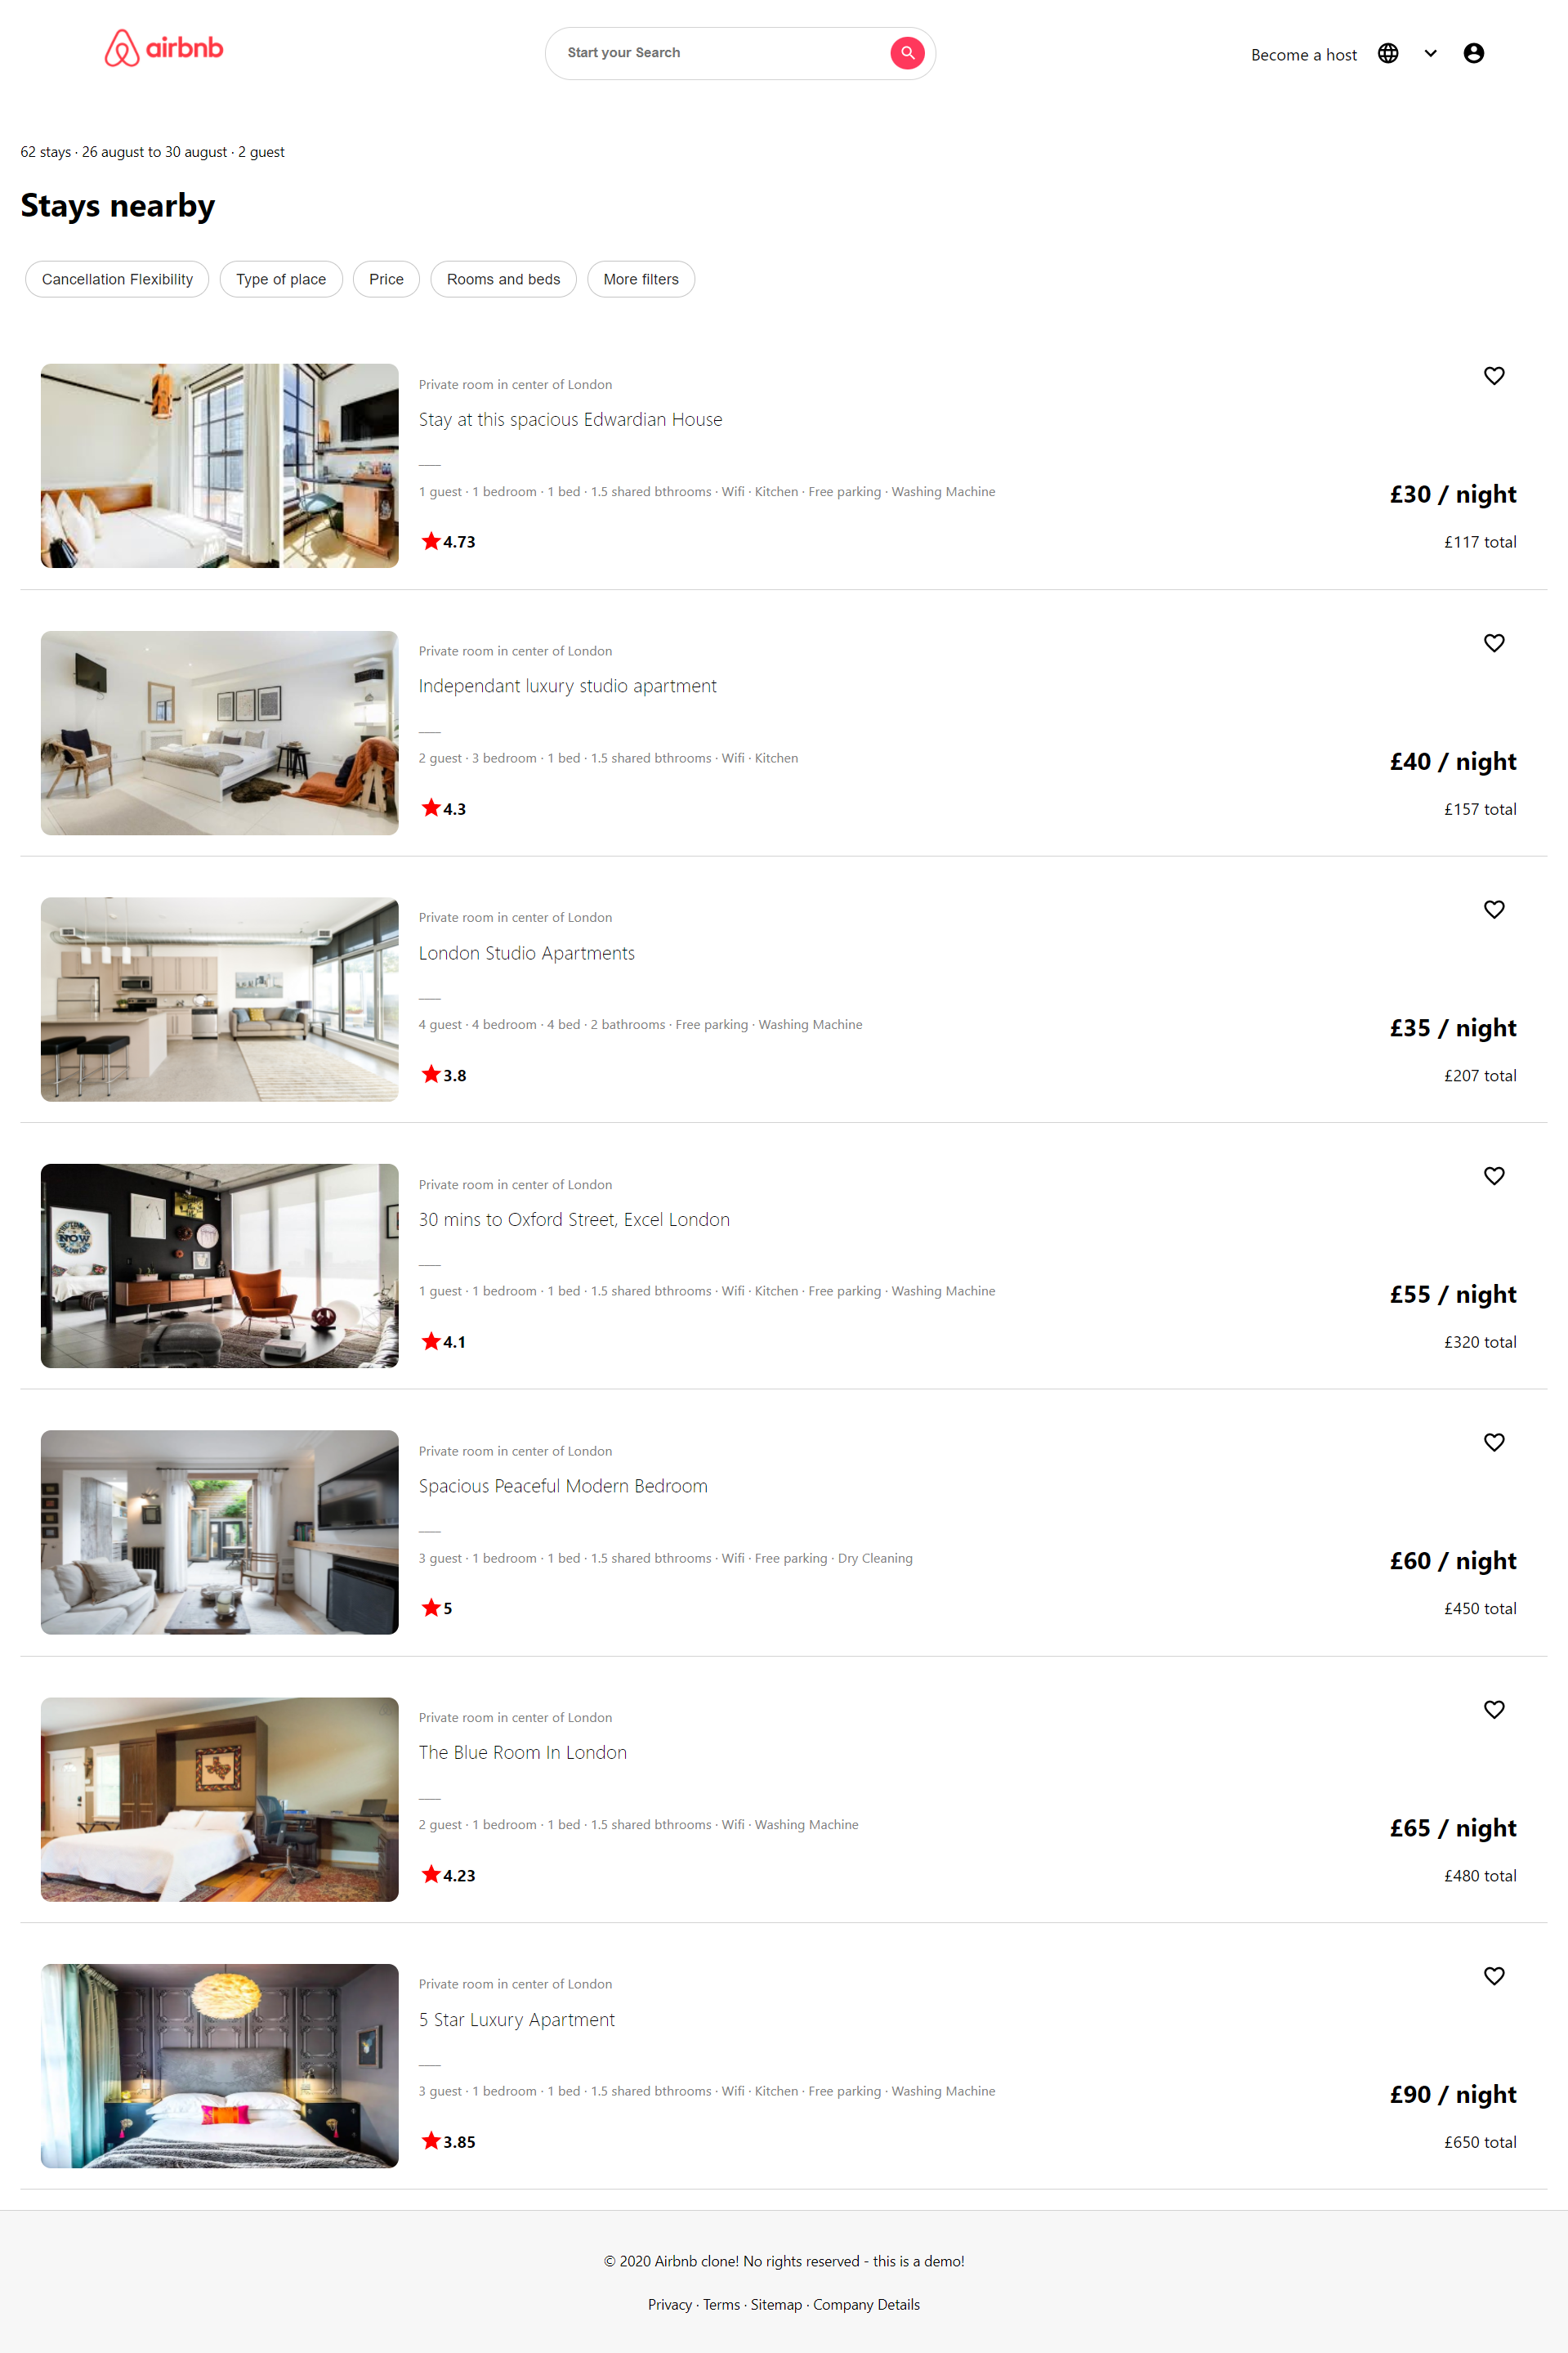 airbnb
Start your Search
Become a host
62 stays · 26 august to 30 august · 2 guest
Stays nearby
Cancellation Flexibility
Type of place
Price
Rooms and beds
More filters
Private room in center of London
Stay at this spacious Edwardian House
1 guest · 1 bedroom · 1 bed · 1.5 shared bthrooms · Wifi · Kitchen · Free parking · Washing Machine
£30 / night
4.73
£117 total
Private room in center of London
Independant luxury studio apartment
2 guest · 3 bedroom · 1 bed · 1.5 shared bthrooms · Wifi · Kitchen
£40 / night
4.3
£157 total
Private room in center of London
London Studio Apartments
4 guest · 4 bedroom · 4 bed · 2 bathrooms · Free parking · Washing Machine
£35 / night
3.8
£207 total
Private room in center of London
30 mins to Oxford Street, Excel London
NOW
1 guest · 1 bedroom · 1 bed · 1.5 shared bthrooms · Wifi · Kitchen · Free parking · Washing Machine
£55 / night
4.1
£320 total
Private room in center of London
Spacious Peaceful Modern Bedroom
3 guest · 1 bedroom · 1 bed · 1.5 shared bthrooms · Wifi · Free parking · Dry Cleaning
£60 / night
5
£450 total
Private room in center of London
The Blue Room In London
2 guest · 1 bedroom · 1 bed · 1.5 shared bthrooms · Wifi · Washing Machine
£65 / night
4.23
£480 total
Private room in center of London
5 Star Luxury Apartment
3 guest · 1 bedroom · 1 bed · 1.5 shared bthrooms · Wifi · Kitchen · Free parking · Washing Machine
£90 / night
3.85
£650 total
© 2020 Airbnb clone! No rights reserved - this is a demo!
Privacy · Terms · Sitemap · Company Details